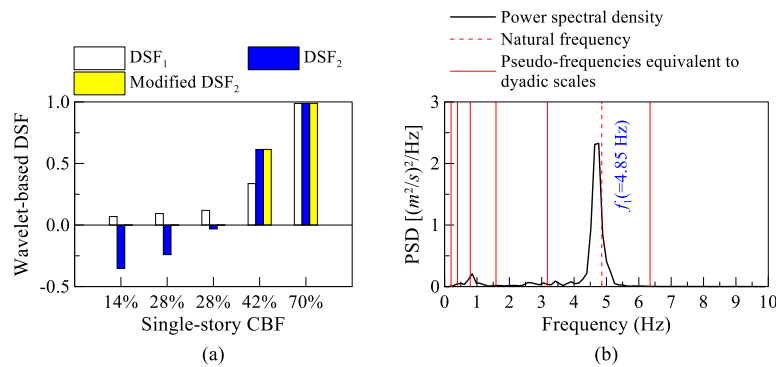 DSF₁
DSF₂
Modified DSF₂
Wavelet-based DSF
1.0
0.5
0.0
-0.5
14% 28% 28% 42% 70%
Single-story CBF
(a)
Power spectral density
Natural frequency
Pseudo-frequencies equivalent to
dyadic scales
PSD [(m²/s)²/Hz]
3
2
1
0
f₁(=4.85 Hz)
0 1 2 3 4 5 6 7 8 9 10
Frequency (Hz)
(b)